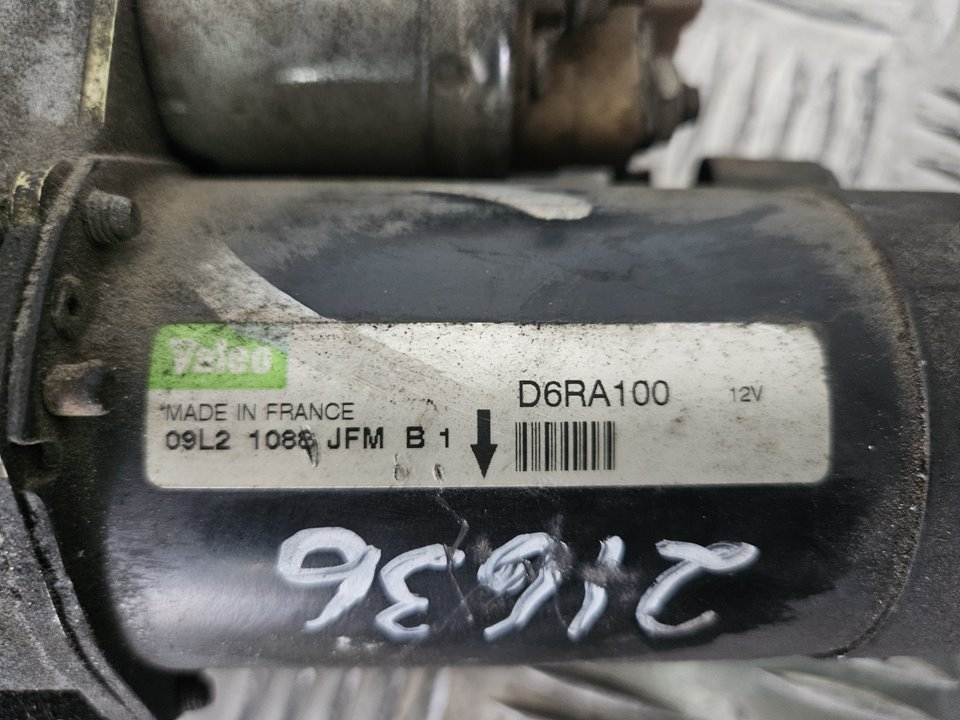 Valeo
*MADE IN FRANCE
09L2 1088 JFM B 1
D6RA100 12V
21636